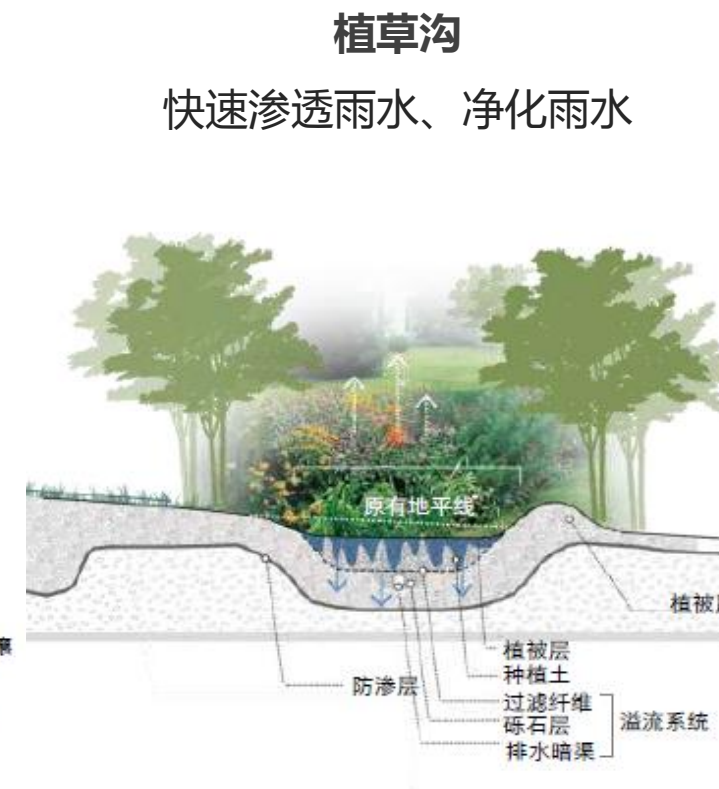 植草沟
快速渗透雨水、净化雨水
原有地平线
植被
植被层
种植土
防渗层
过滤纤维
砾石层
溢流系统
排水暗渠